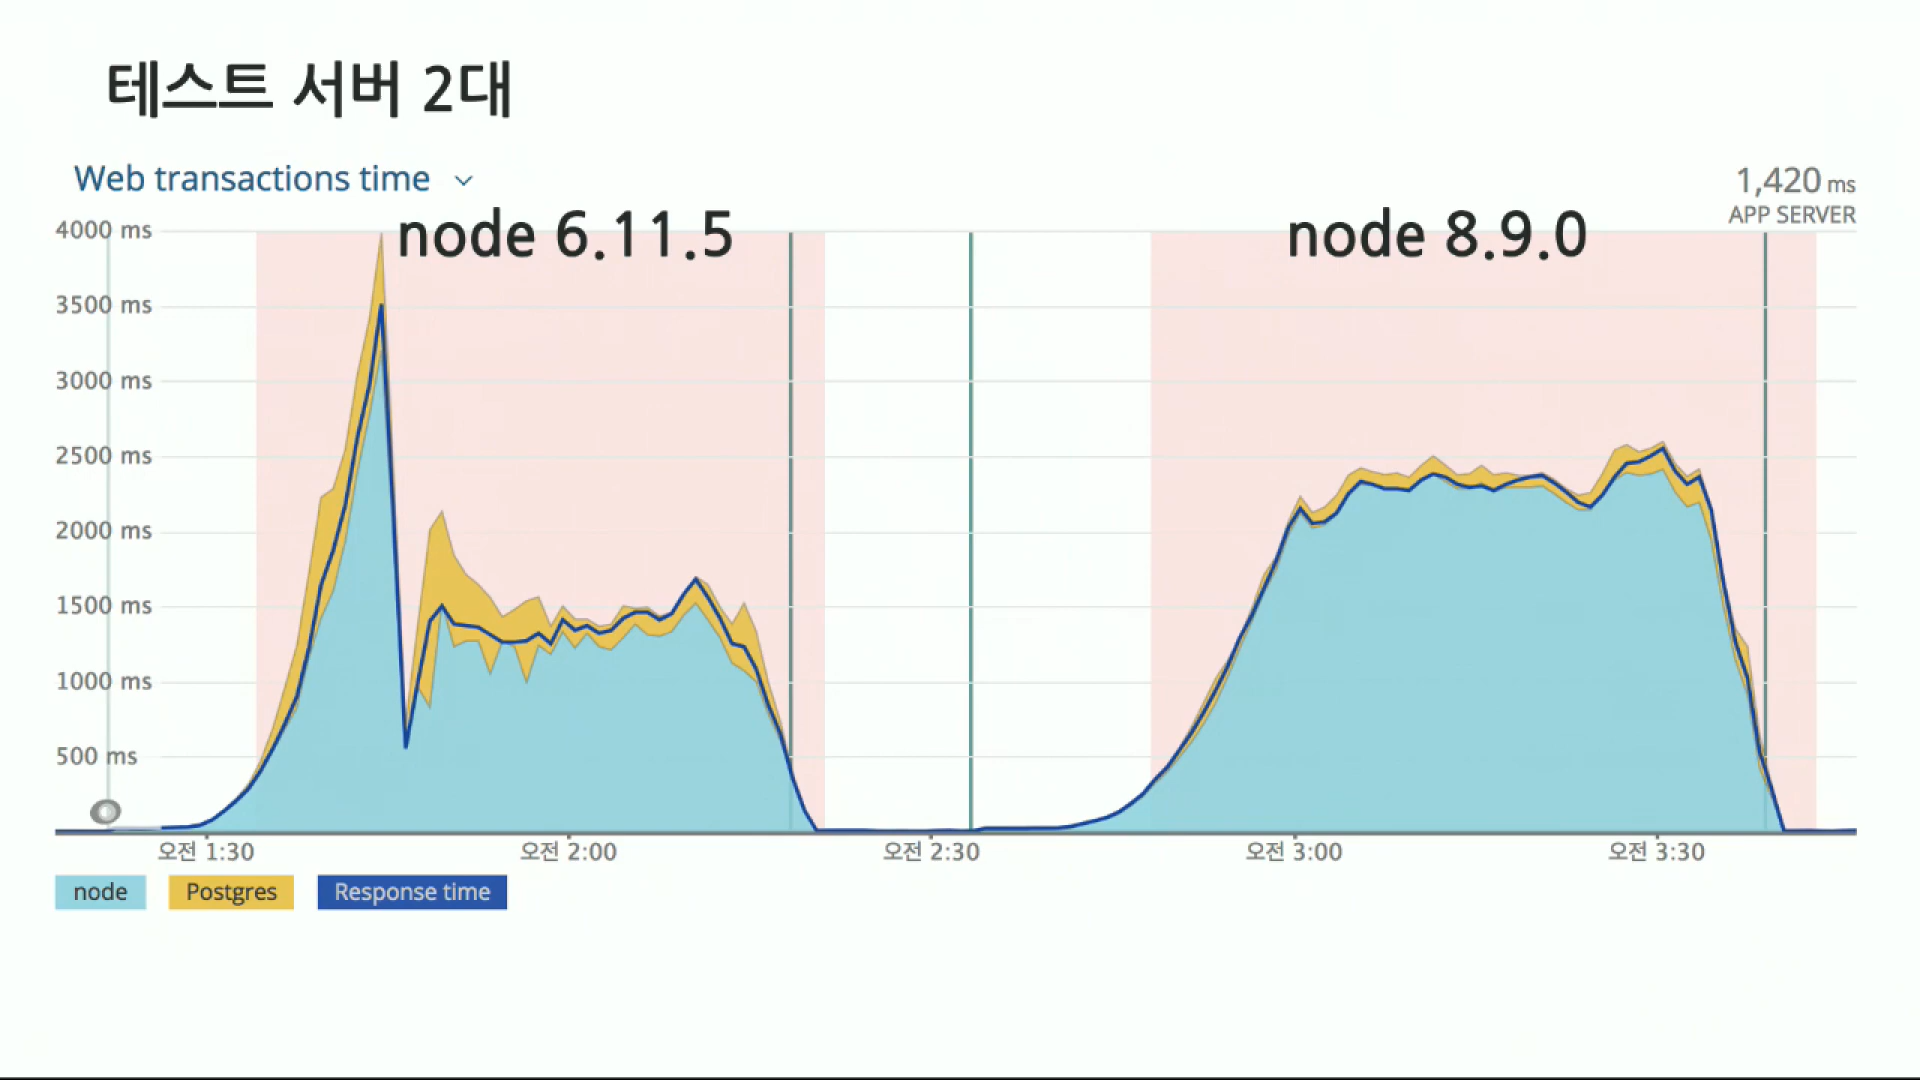 테스트 서버 2대
Web transactions time
1,420 ms
APP SERVER
node 6.11.5
node 8.9.0
4000 ms
3500 ms
3000 ms
2500 ms
2000 ms
1500 ms
1000 ms
500 ms
오전 1:30
오전 2:00
오전 2:30
오전 3:00
오전 3:30
node
Postgres
Response time